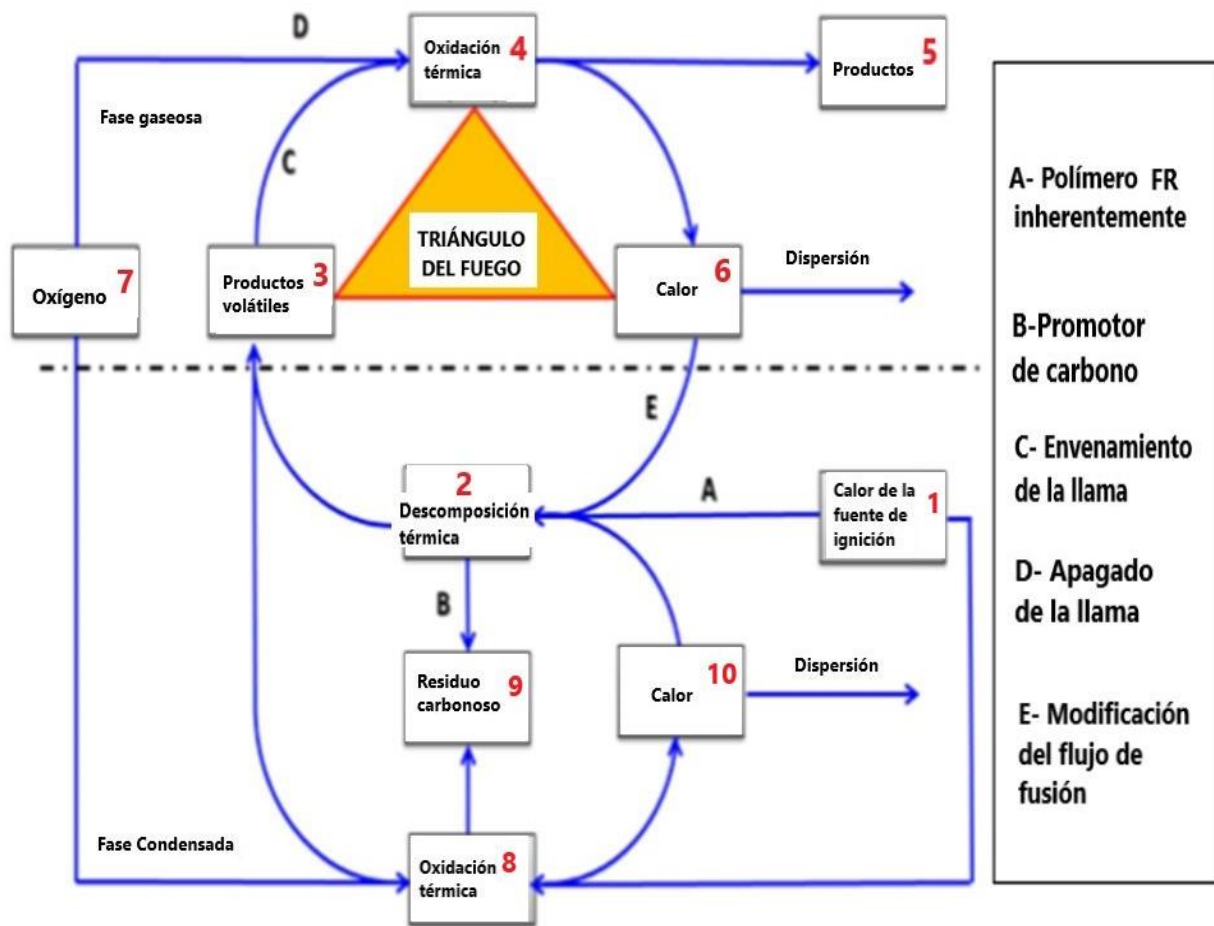 D
Oxidación
térmica
4
Productos
5
Fase gaseosa
C
Oxígeno
7
Productos
volátiles
3
TRIÁNGULO
DEL FUEGO
Calor
6
Dispersión
E
2
Descomposición
térmica
A
Calor de la
fuente de
ignición
1
B
Residuo
carbonoso
9
Calor
10
Dispersión
Fase Condensada
Oxidación
térmica
8
A- Polímero FR
inherentemente
B-Promotor
de carbono
C- Envenamiento
de la llama
D- Apagado
de la llama
E- Modificación
del flujo de
fusión